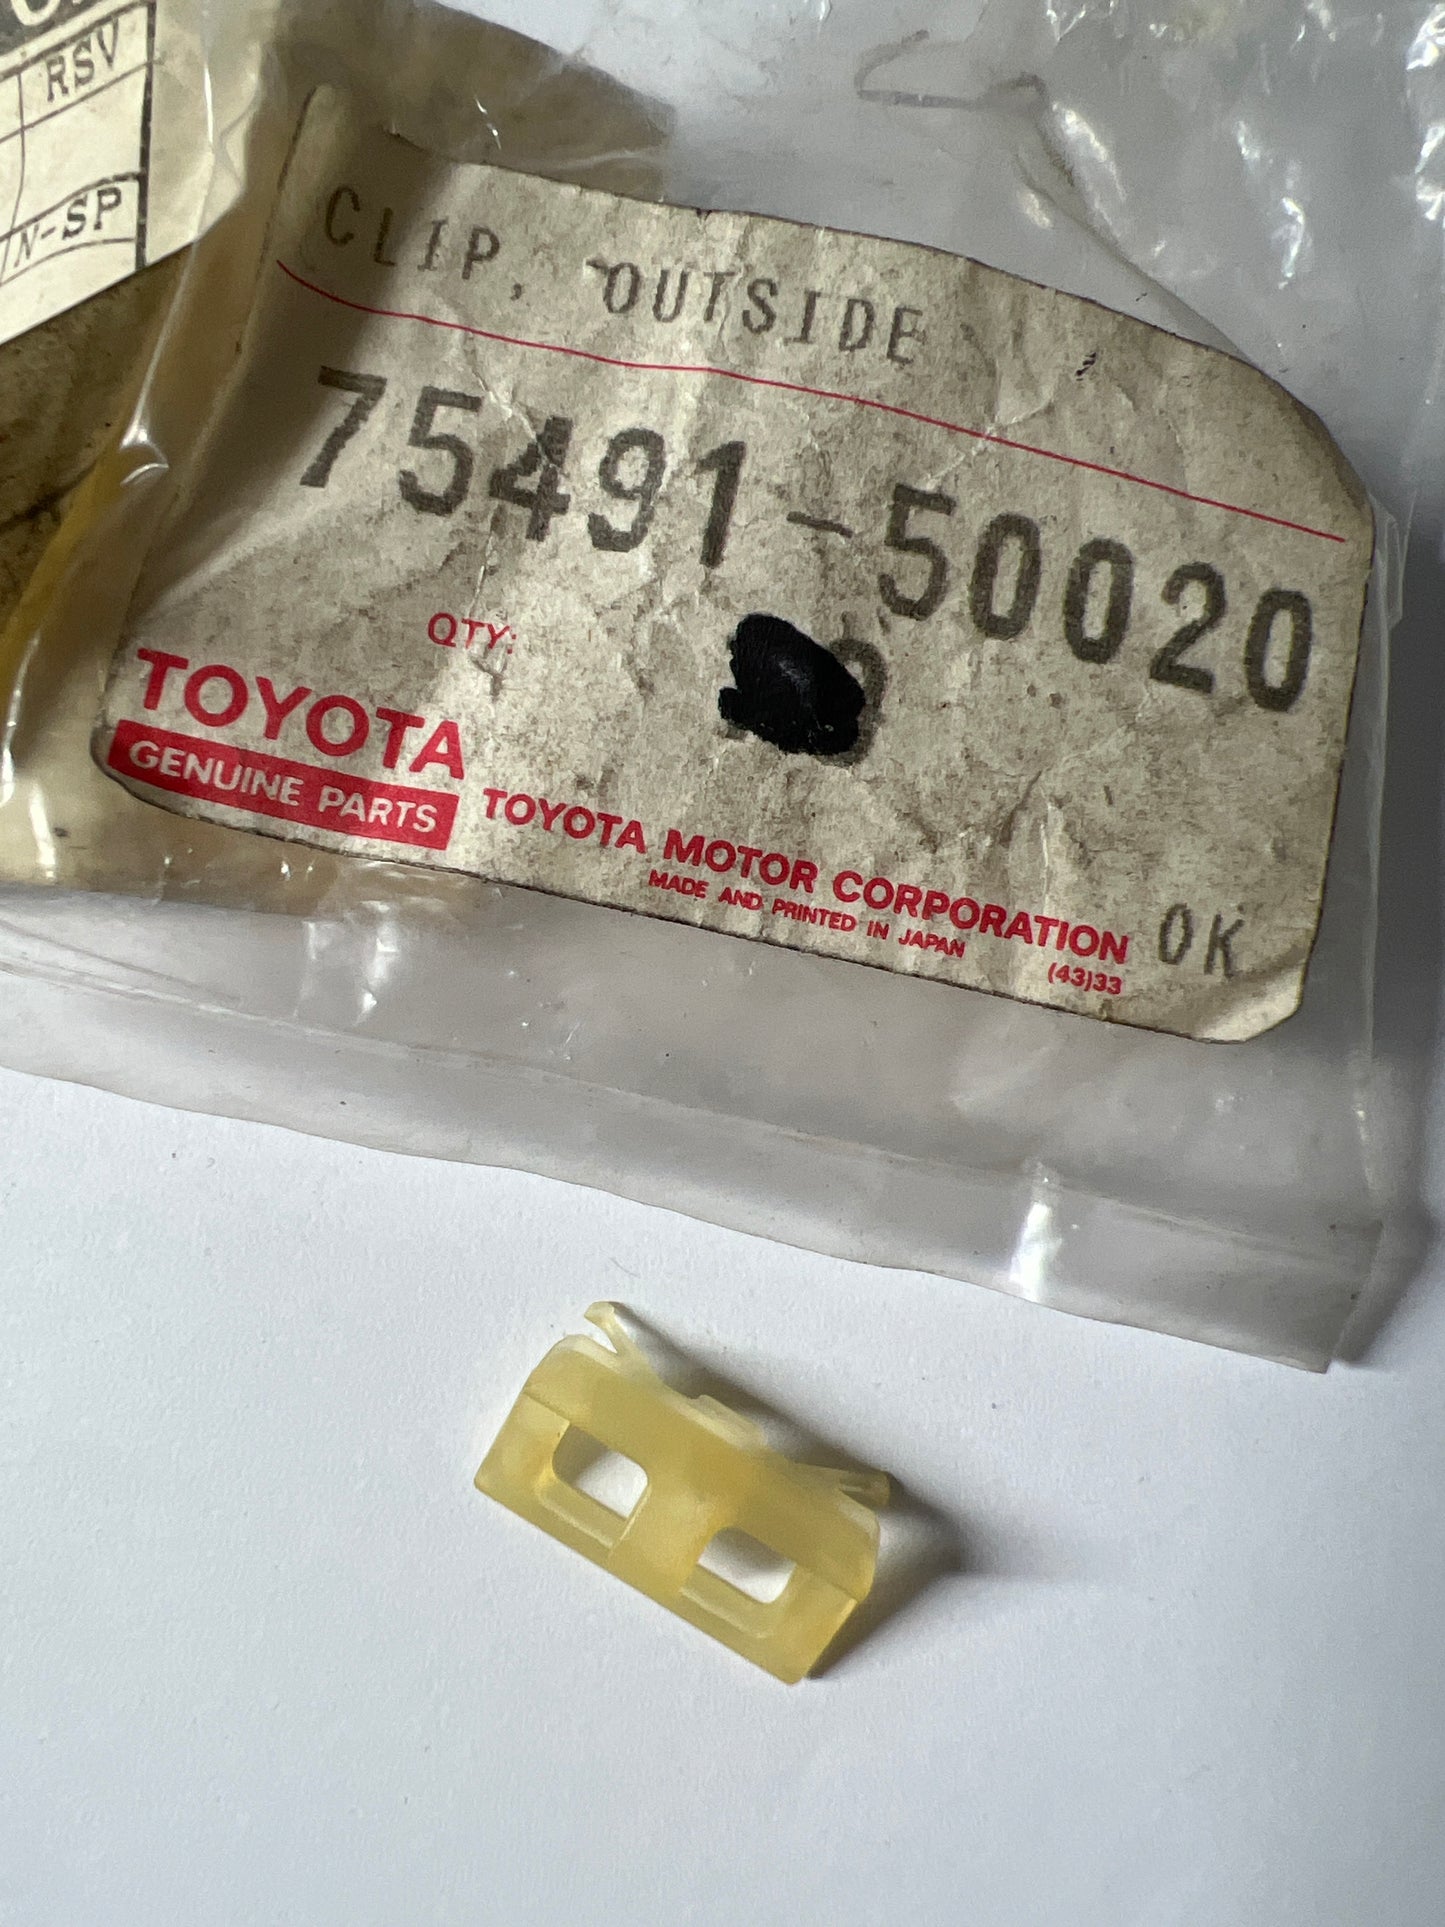 RSV
N-SP
CLIP, OUTSIDE
75491-50020
QTY:
TOYOTA
GENUINE PARTS
TOYOTA MOTOR CORPORATION
MADE AND PRINTED IN JAPAN
(43)33
OK